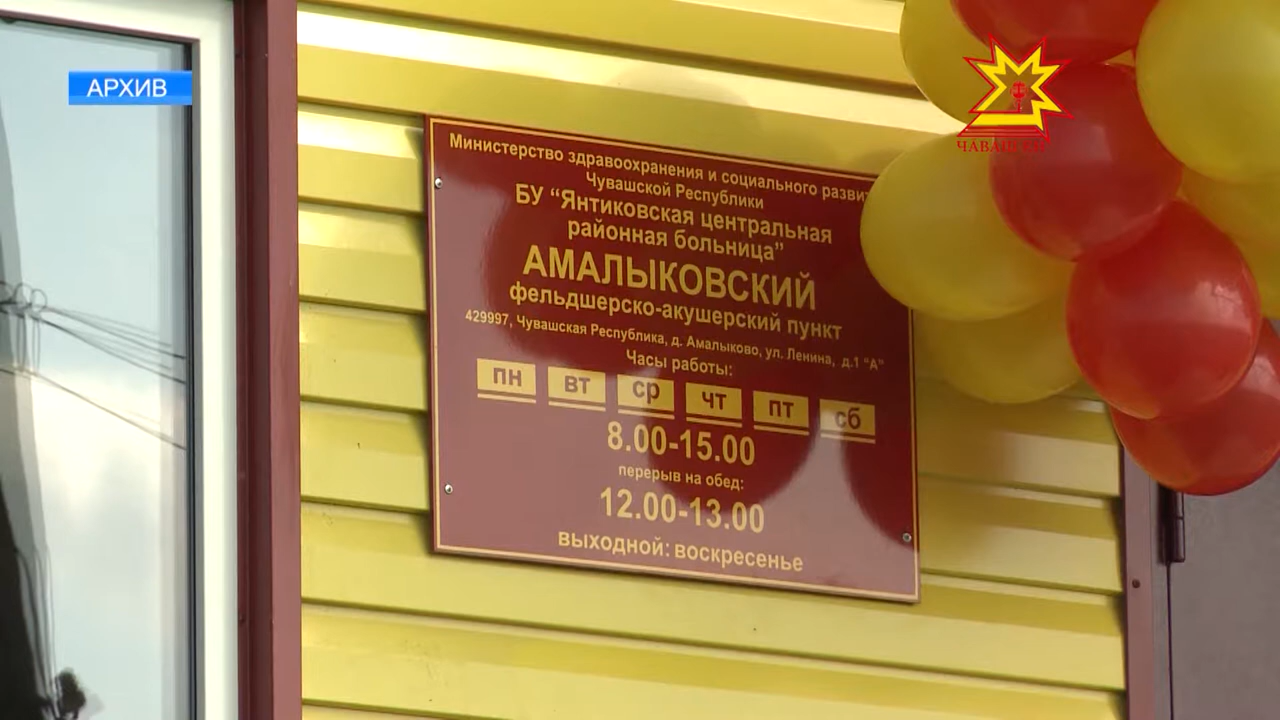 АРХИВ
Министерство здравоохранения и социального
Чувашской Республики
БУ “Янтиковская центральная
районная больница”
АМАЛЫКОВСКИЙ
фельдшерско-акушерский пункт
429997, Чувашская Республика, д. Амалыково, ул. Ленина, д.1 “А”
Часы работы:
пн вт ср чт пт сб
8.00-15.00
перерыв на обед:
12.00-13.00
выходной: воскресенье